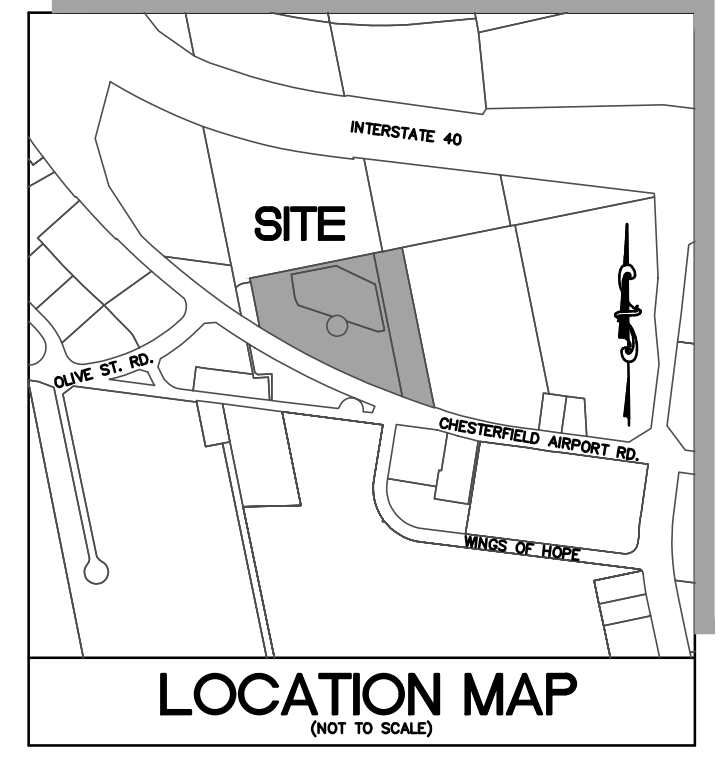 INTERSTATE 40
SITE
OLIVE ST. RD.
CHESTERFIELD AIRPORT RD.
WINGS OF HOPE
LOCATION MAP
(NOT TO SCALE)